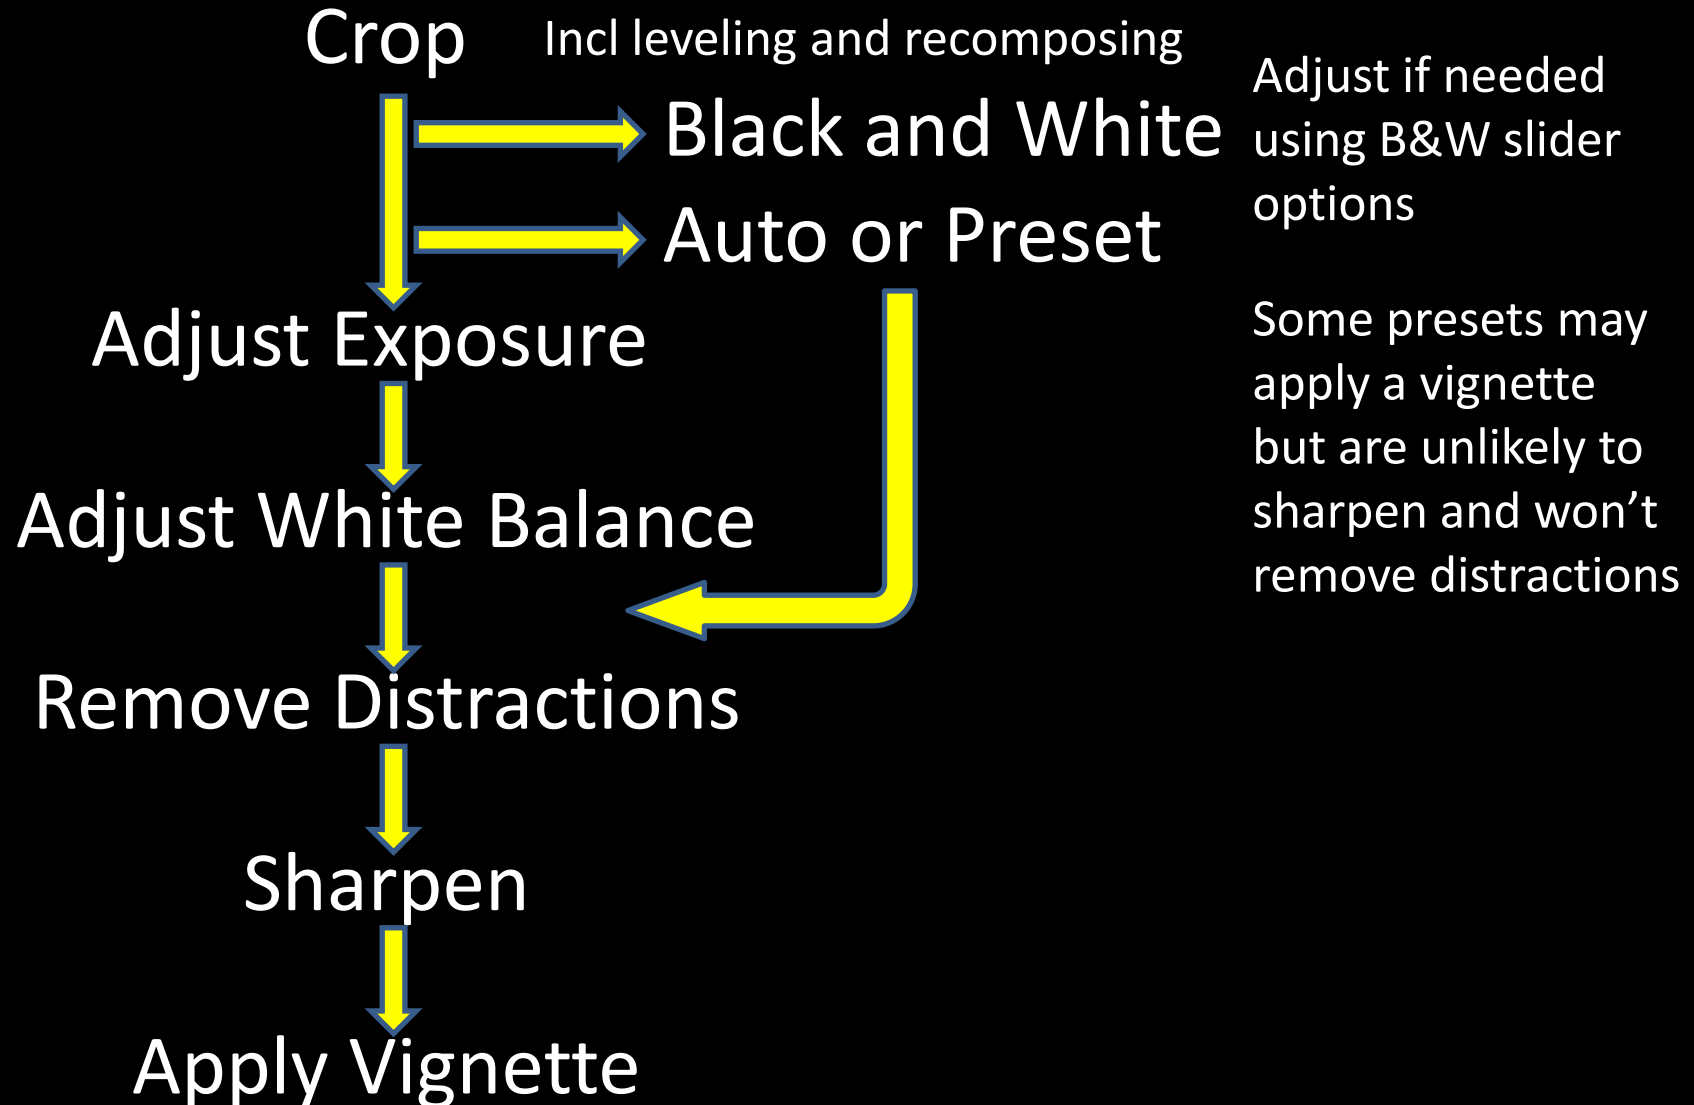 Crop
Incl leveling and recomposing
Black and White
Adjust if needed
using B&W slider
options
Auto or Preset
Adjust Exposure
Some presets may
apply a vignette
but are unlikely to
sharpen and won’t
remove distractions
Adjust White Balance
Remove Distractions
Sharpen
Apply Vignette